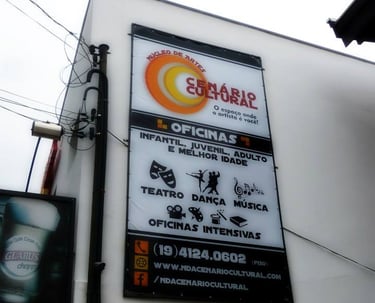 NÚCLEO DE ARTES
CENÁRIO
CULTURAL
O espaço onde
o artista é você!
OFICINAS
INFANTIL, JUVENIL, ADULTO
E MELHOR IDADE
TEATRO DANÇA MÚSICA
OFICINAS INTENSIVAS
(19) 4124.0602
WWW.NDACENARIOCULTURAL.COM
/NDACENARIOCULTURAL
chopp